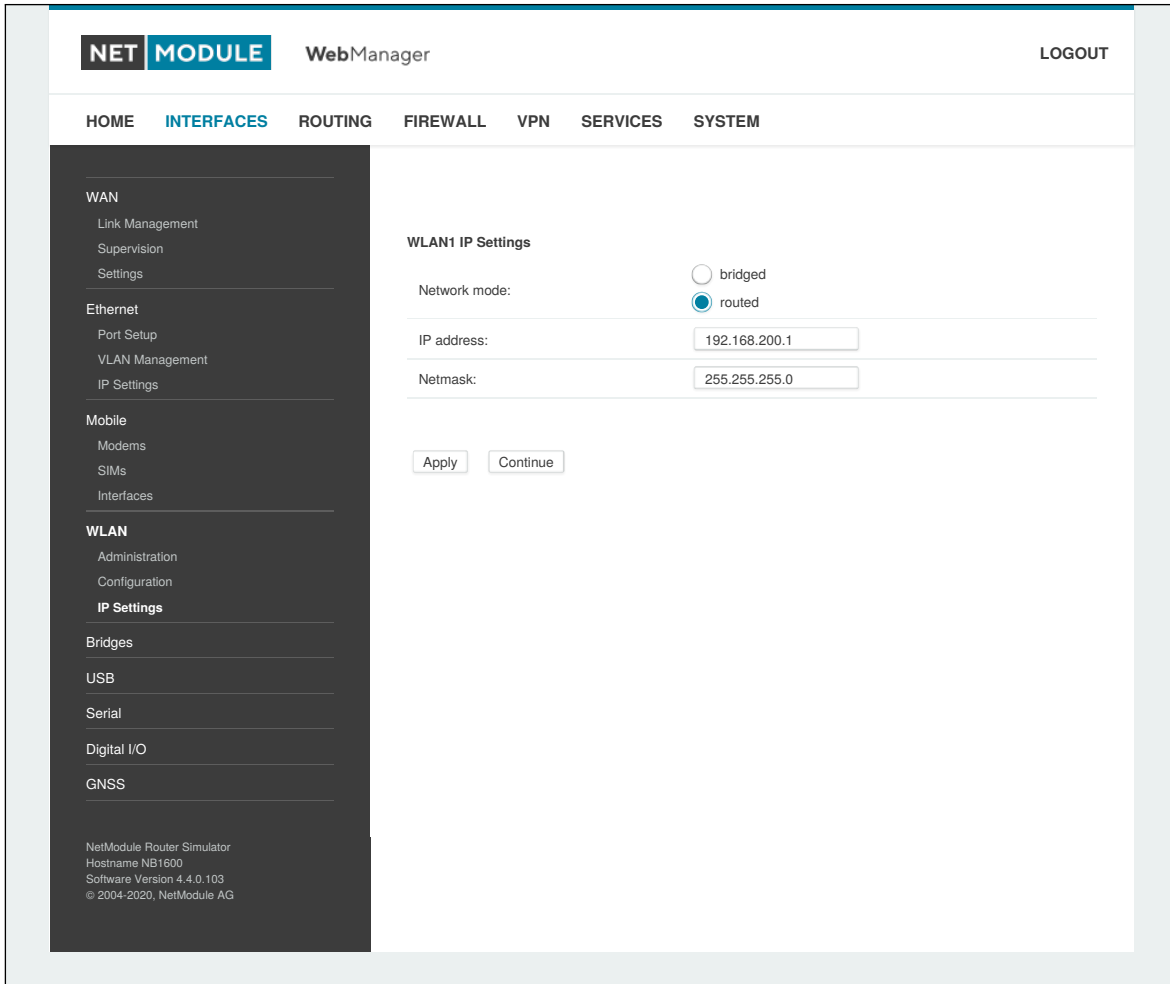 NET MODULE WebManager LOGOUT
HOME INTERFACES ROUTING FIREWALL VPN SERVICES SYSTEM
WAN
Link Management
Supervision
Settings
Ethernet
Port Setup
VLAN Management
IP Settings
Mobile
Modems
SIMs
Interfaces
WLAN
Administration
Configuration
IP Settings
Bridges
USB
Serial
Digital I/O
GNSS
NetModule Router Simulator
Hostname NB1600
Software Version 4.4.0.103
© 2004-2020, NetModule AG
WLAN1 IP Settings
Network mode:
bridged
routed
IP address: 192.168.200.1
Netmask: 255.255.255.0
Apply Continue